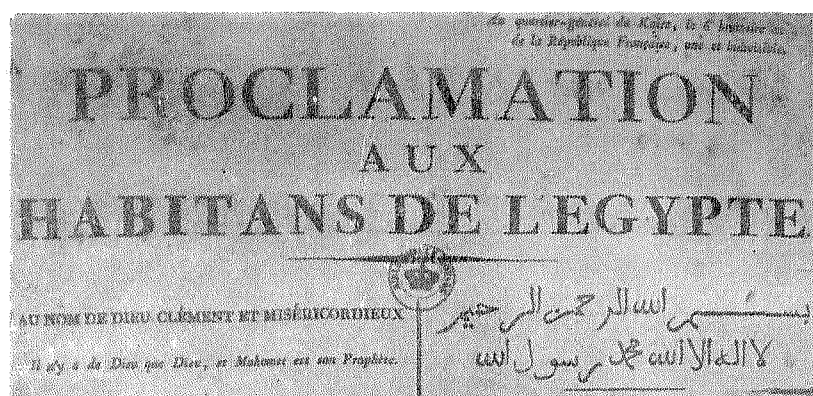 Au quartier-général du Kaire, le 6 brumaire an
de la République Française, une et indivisible.
PROCLAMATION
AUX
HABITANS DE L'EGYPTE
AU NOM DE DIEU CLÉMENT ET MISÉRICORDIEUX
Il n'y a de Dieu que Dieu, et Mahomet est son Prophète.
بسم الله الرحمن الرحيم
لا اله الا الله محمد رسول الله